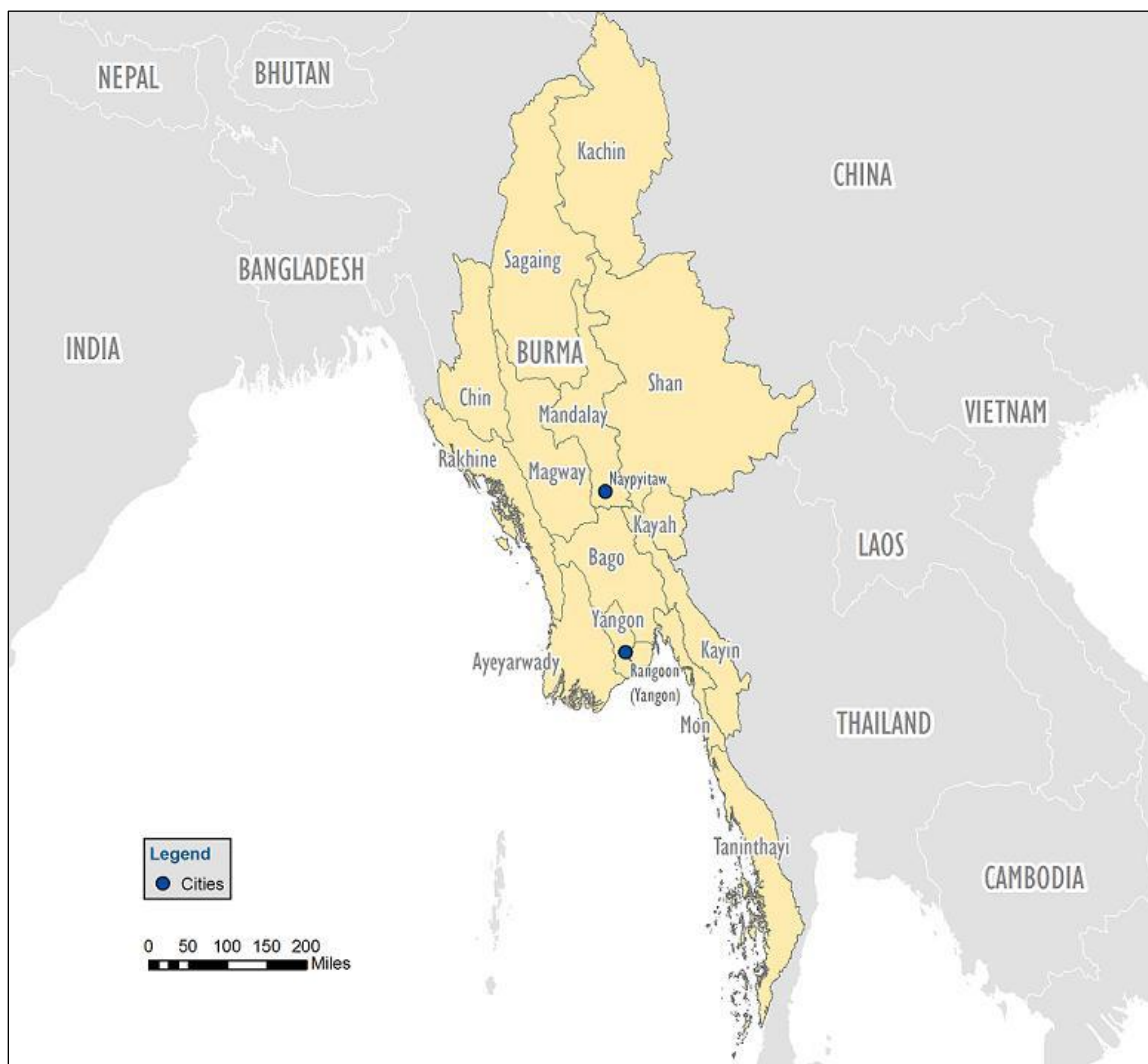 NEPAL
BHUTAN
Kachin
CHINA
Sagaing
BANGLADESH
INDIA
BURMA
Shan
Chin
Mandalay
VIETNAM
Rakhine
Magway
Naypyitaw
Kayah
LAOS
Bago
Yangon
Kayin
Ayeyarwady
Rangoon
(Yangon)
Mon
THAILAND
Taninthayi
CAMBODIA
Legend
Cities
0 50 100 150 200
Miles